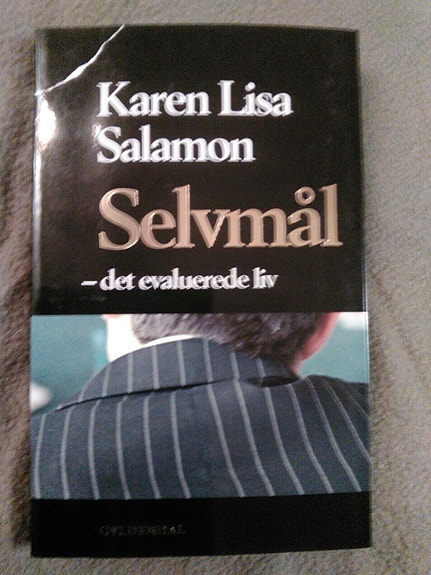 Karen Lisa
Salamon
Selvmål
– det evaluerede liv
GYLDENDAL